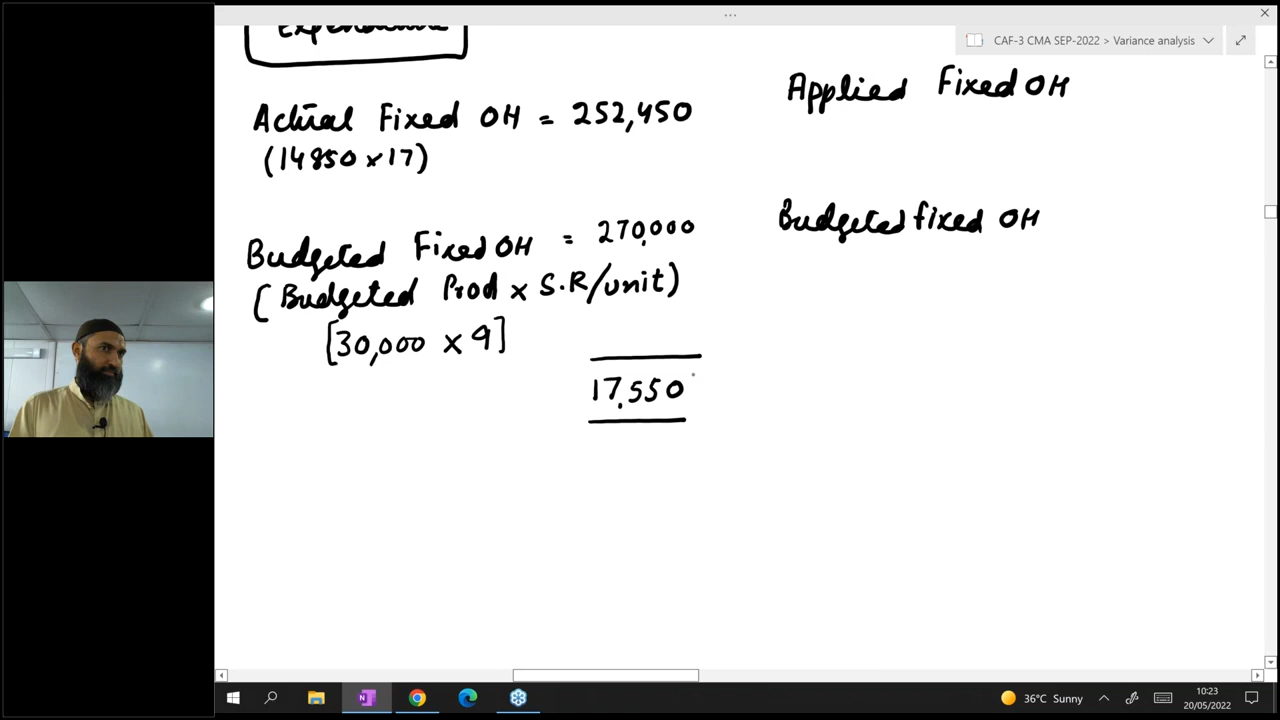 CAF-3 CMA SEP-2022 > Variance analysis
Expenditure
Actual Fixed OH = 252,450
(14850 x 17)
Budgeted Fixed OH = 270,000
(Budgeted Prod x S.R/unit)
[30,000 x 9]
17,550
Applied Fixed OH
Budgeted fixed OH
36°C Sunny
10:23
20/05/2022